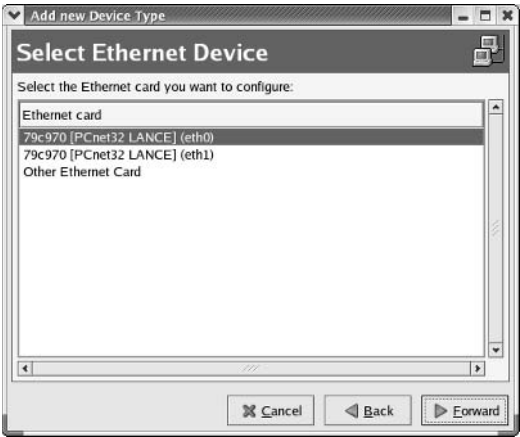 Add new Device Type
Select Ethernet Device
Select the Ethernet card you want to configure:
Ethernet card
79c970 [PCnet32 LANCE] (eth0)
79c970 [PCnet32 LANCE] (eth1)
Other Ethernet Card
Cancel
Back
Forward